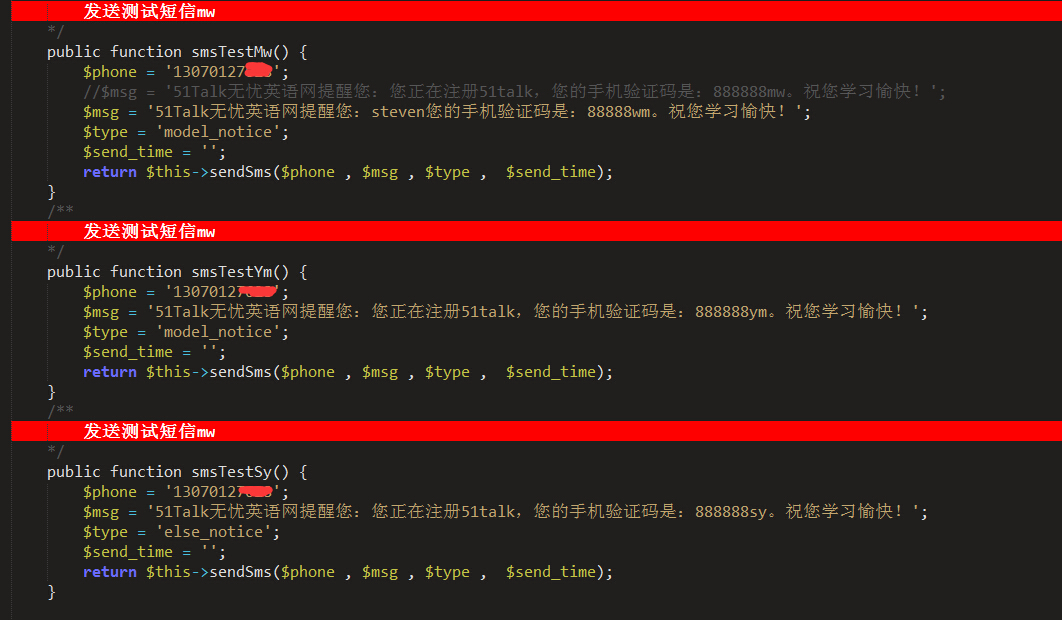 发送测试短信mw
*/
public function smsTestMw() {
$phone = '13070127';
//$msg = '51Talk无忧英语网提醒您：您正在注册51talk，您的手机验证码是：888888mw。祝您学习愉快！';
$msg = '51Talk无忧英语网提醒您：steven您的手机验证码是：88888wm。祝您学习愉快！';
$type = 'model_notice';
$send_time = '';
return $this->sendSms($phone , $msg , $type ,  $send_time);
}
/**
发送测试短信mw
*/
public function smsTestYm() {
$phone = '13070127';
$msg = '51Talk无忧英语网提醒您：您正在注册51talk，您的手机验证码是：888888ym。祝您学习愉快！';
$type = 'model_notice';
$send_time = '';
return $this->sendSms($phone , $msg , $type ,  $send_time);
}
/**
发送测试短信mw
*/
public function smsTestSy() {
$phone = '13070127';
$msg = '51Talk无忧英语网提醒您：您正在注册51talk，您的手机验证码是：888888sy。祝您学习愉快！';
$type = 'else_notice';
$send_time = '';
return $this->sendSms($phone , $msg , $type ,  $send_time);
}